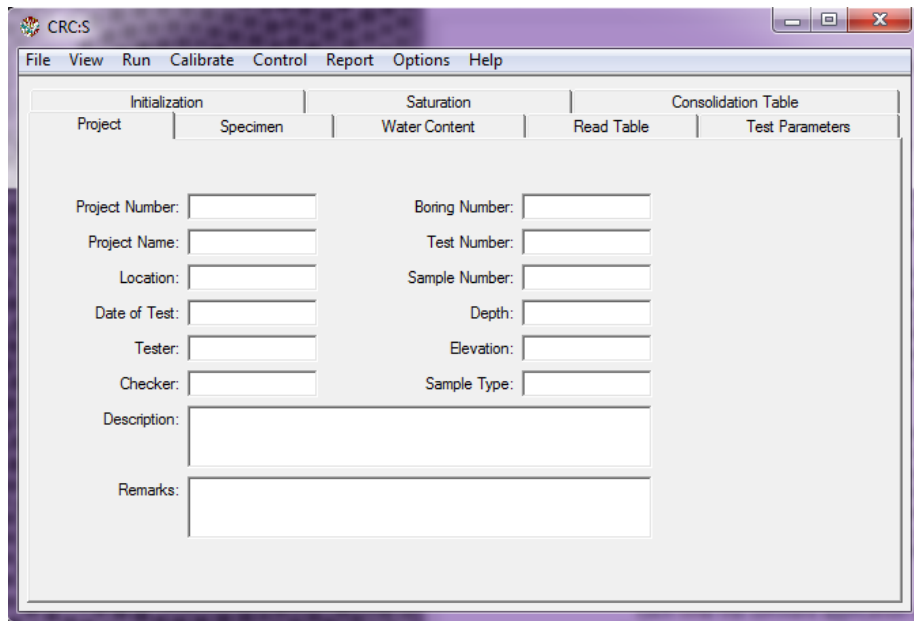 CRC:S
File View Run Calibrate Control Report Options Help
Initialization Saturation Consolidation Table
Project Specimen Water Content Read Table Test Parameters
Project Number: Boring Number:
Project Name: Test Number:
Location: Sample Number:
Date of Test: Depth:
Tester: Elevation:
Checker: Sample Type:
Description:
Remarks: